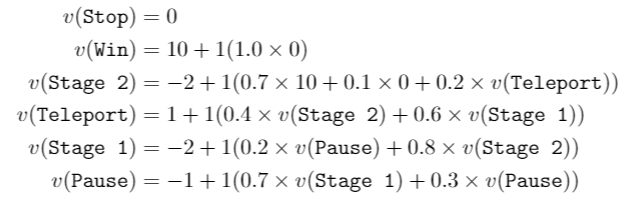 v(Stop) = 0
v(Win) = 10 + 1(1.0 × 0)
v(Stage 2) = −2 + 1(0.7 × 10 + 0.1 × 0 + 0.2 × v(Teleport))
v(Teleport) = 1 + 1(0.4 × v(Stage 2) + 0.6 × v(Stage 1))
v(Stage 1) = −2 + 1(0.2 × v(Pause) + 0.8 × v(Stage 2))
v(Pause) = −1 + 1(0.7 × v(Stage 1) + 0.3 × v(Pause))